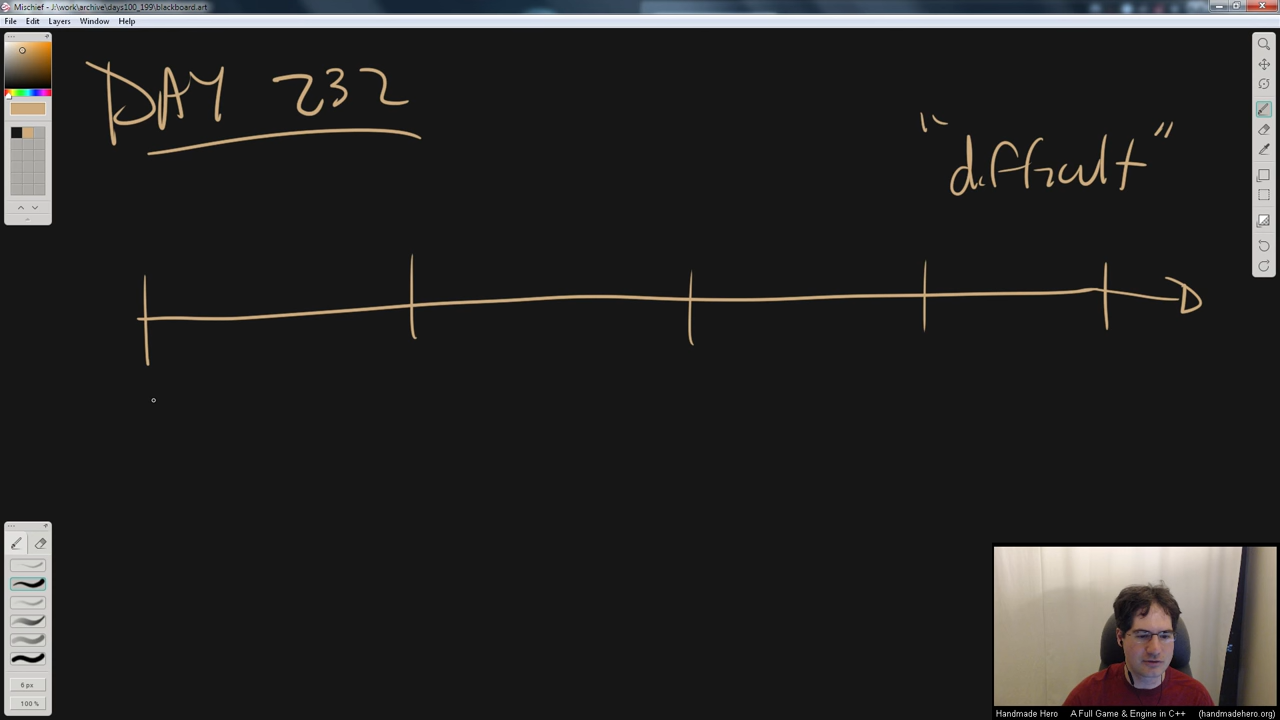 Mischief - J:\work\archive\days100_199\blackboard.art
File Edit Layers Window Help
DAY 232
"difficult"
6 px
100 %
Handmade Hero A Full Game & Engine in C++ (handmadehero.org)